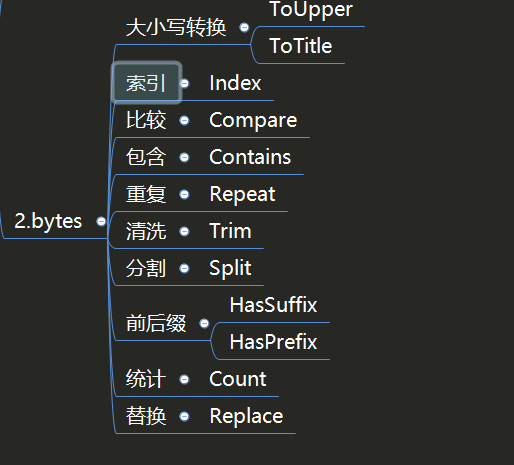 大小写转换
ToUpper
ToTitle
索引 Index
比较 Compare
包含 Contains
2.bytes
重复 Repeat
清洗 Trim
分割 Split
前后缀
HasSuffix
HasPrefix
统计 Count
替换 Replace